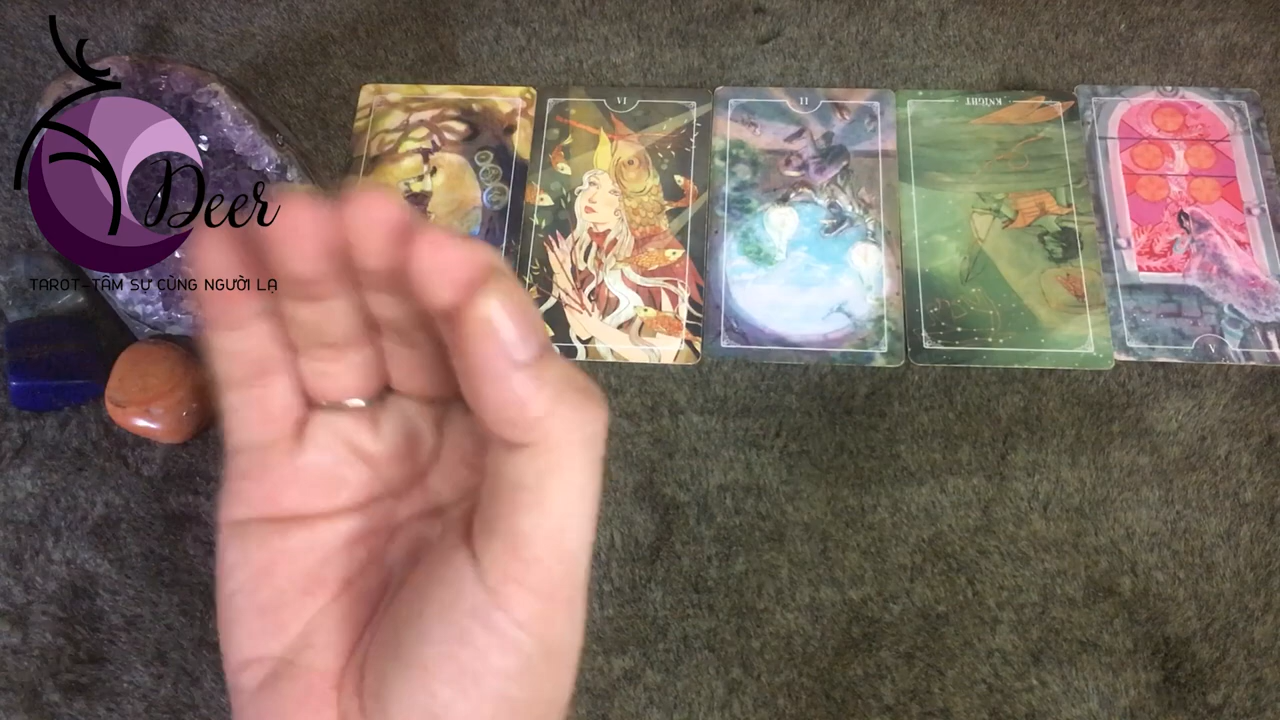 Deer
TAROT-TÂM SỰ CÙNG NGƯỜI LẠ
VI
II
KNIGHT
V